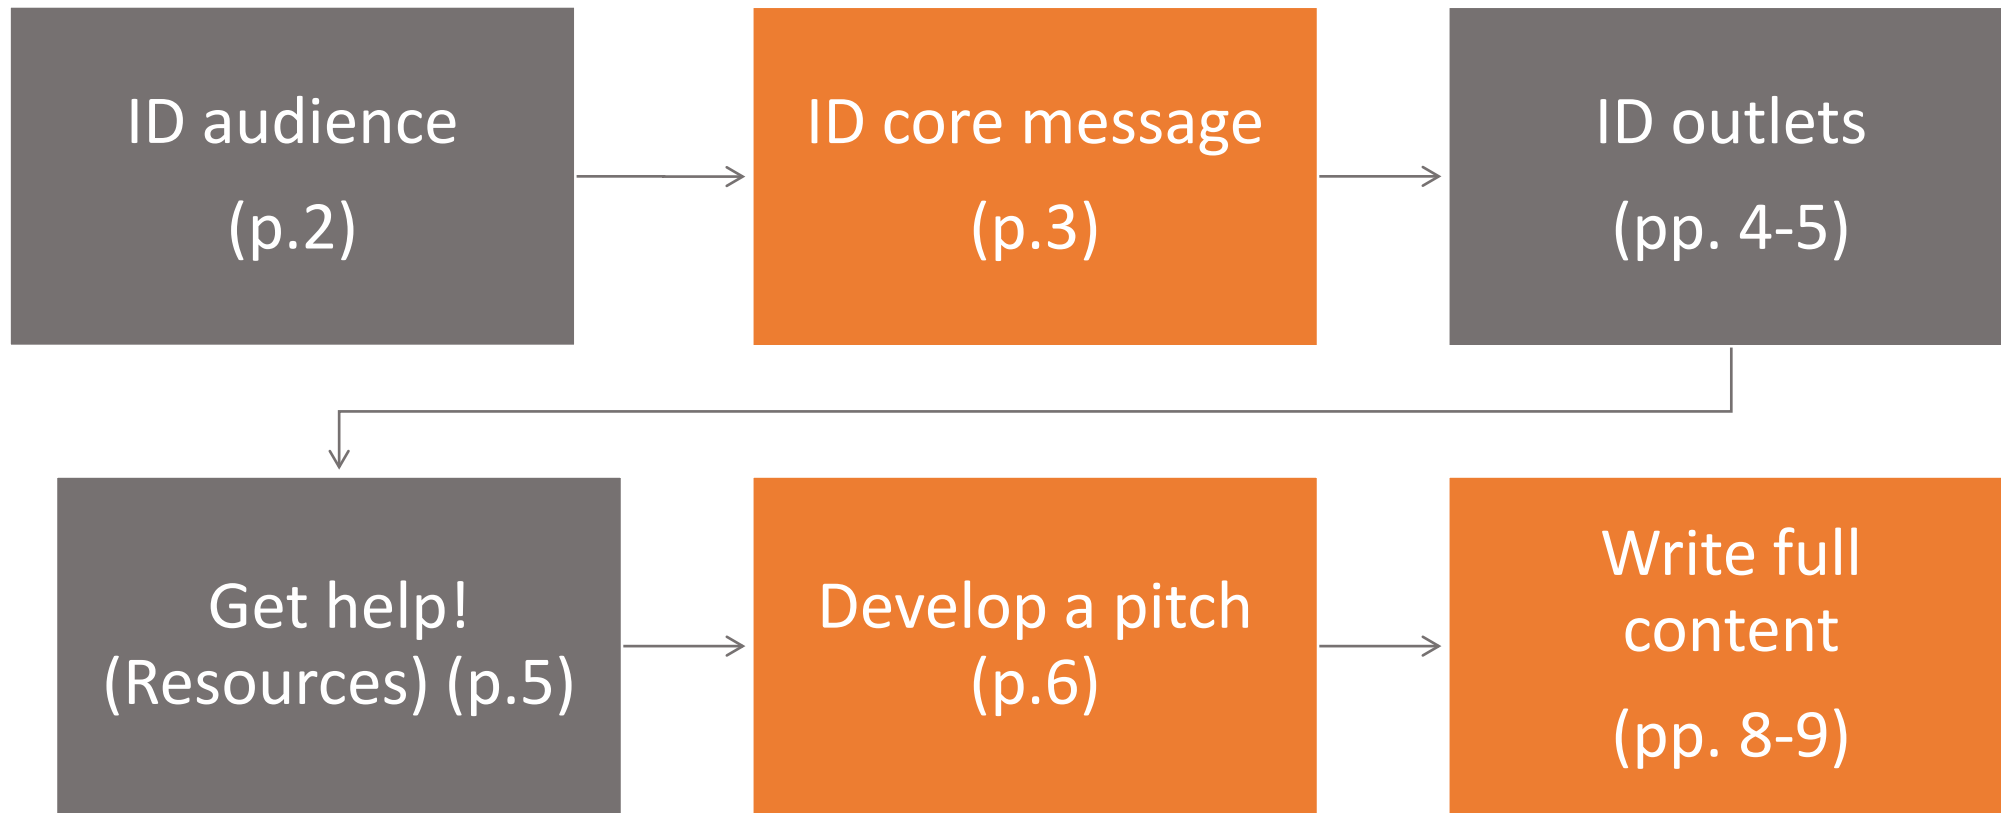 ID audience
(p.2)
ID core message
(p.3)
ID outlets
(pp. 4-5)
Get help!
(Resources) (p.5)
Develop a pitch
(p.6)
Write full
content
(pp. 8-9)